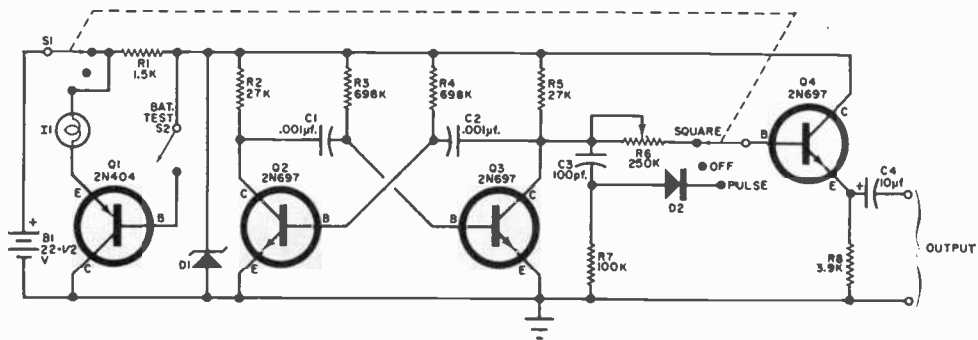 S1
R1
1.5K
I1
BAT.
TEST
S2
Q1
2N404
E
B
C
+
B1
22-1/2
V
D1
R2
27K
R3
698K
C1
.001µf.
R4
698K
C2
.001µf.
R5
27K
Q2
2N697
C
B
E
Q3
2N697
C
B
E
C3
100pf.
R6
250K
SQUARE
OFF
PULSE
D2
R7
100K
Q4
2N697
C
B
E
+
C4
10µf
R8
3.9K
OUTPUT